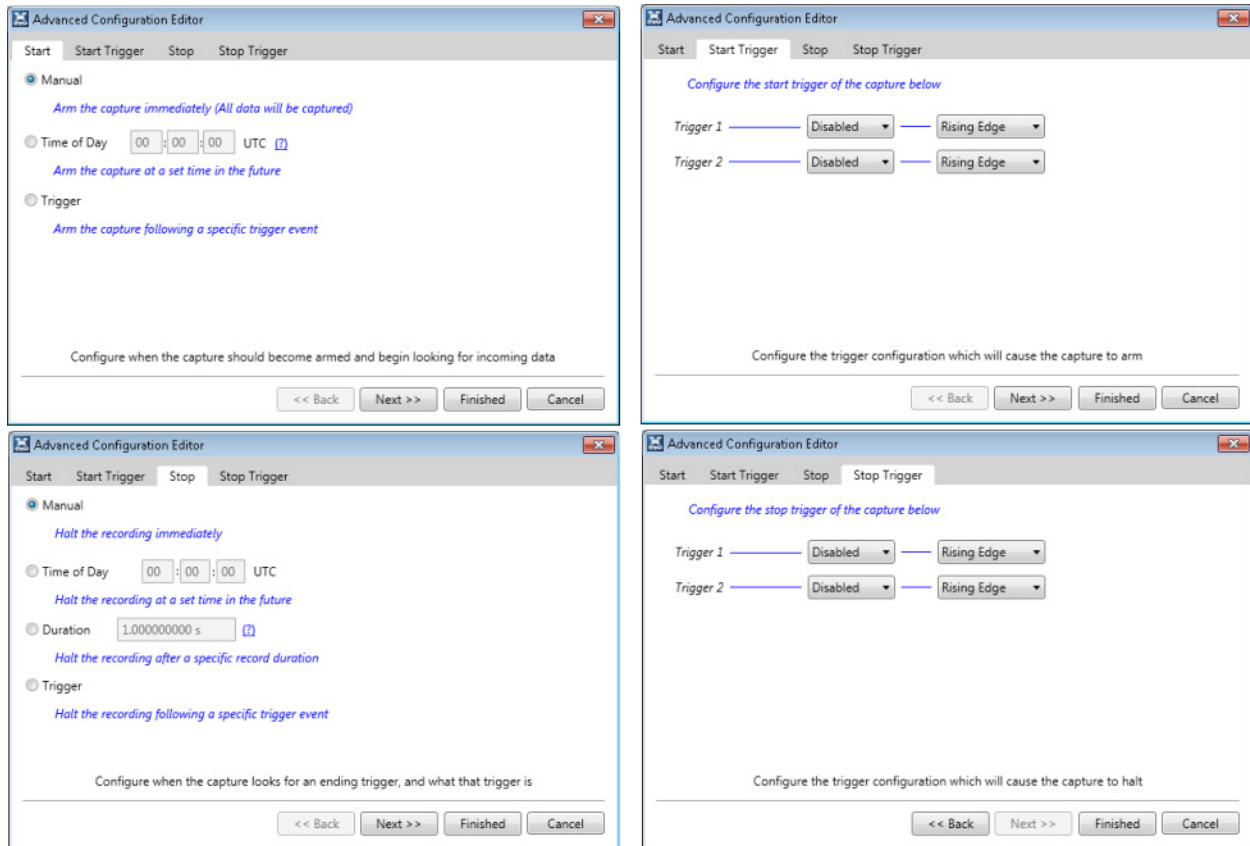 Advanced Configuration Editor
Start Start Trigger Stop Stop Trigger
Manual
Arm the capture immediately (All data will be captured)
Time of Day 00 : 00 : 00 UTC (?)
Arm the capture at a set time in the future
Trigger
Arm the capture following a specific trigger event
Configure when the capture should become armed and begin looking for incoming data
<< Back Next >> Finished Cancel
Advanced Configuration Editor
Start Start Trigger Stop Stop Trigger
Configure the start trigger of the capture below
Trigger 1 Disabled Rising Edge
Trigger 2 Disabled Rising Edge
Configure the trigger configuration which will cause the capture to arm
<< Back Next >> Finished Cancel
Advanced Configuration Editor
Start Start Trigger Stop Stop Trigger
Manual
Halt the recording immediately
Time of Day 00 : 00 : 00 UTC
Halt the recording at a set time in the future
Duration 1.000000000 s (?)
Halt the recording after a specific record duration
Trigger
Halt the recording following a specific trigger event
Configure when the capture looks for an ending trigger, and what that trigger is
<< Back Next >> Finished Cancel
Advanced Configuration Editor
Start Start Trigger Stop Stop Trigger
Configure the stop trigger of the capture below
Trigger 1 Disabled Rising Edge
Trigger 2 Disabled Rising Edge
Configure the trigger configuration which will cause the capture to halt
<< Back Next >> Finished Cancel